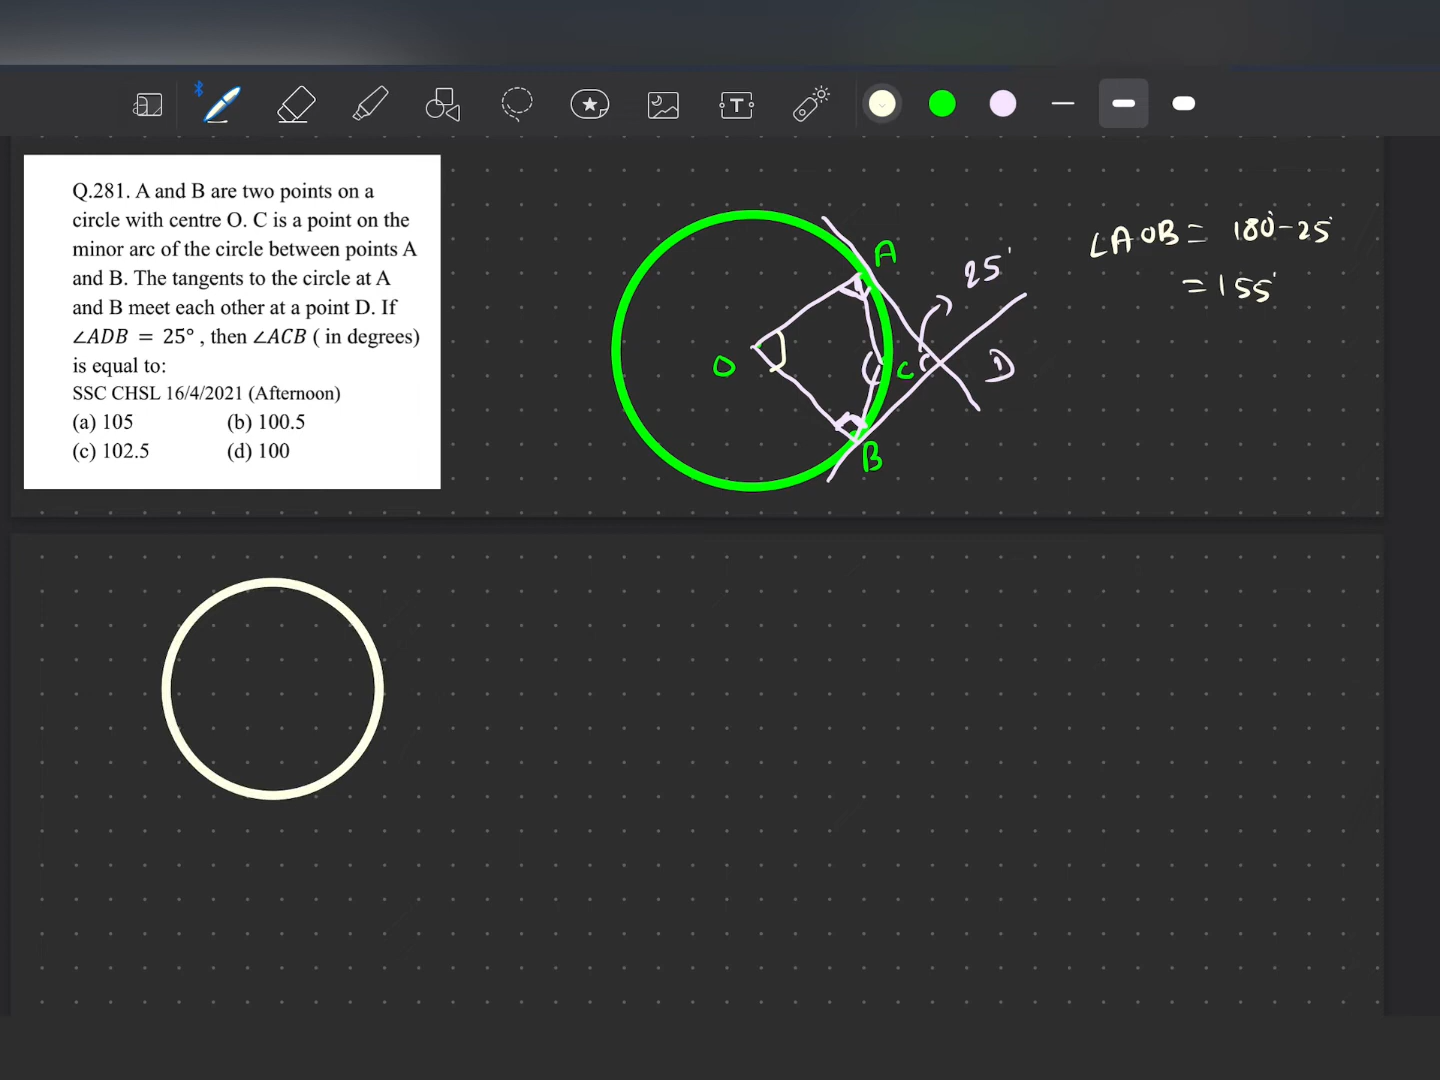 Q.281. A and B are two points on a
circle with centre O. C is a point on the
minor arc of the circle between points A
and B. The tangents to the circle at A
and B meet each other at a point D. If
∠ADB = 25° , then ∠ACB ( in degrees)
is equal to:
SSC CHSL 16/4/2021 (Afternoon)
(a) 105 (b) 100.5
(c) 102.5 (d) 100
A
25°
O
C
D
B
∠AOB = 180°-25°
= 155°
T